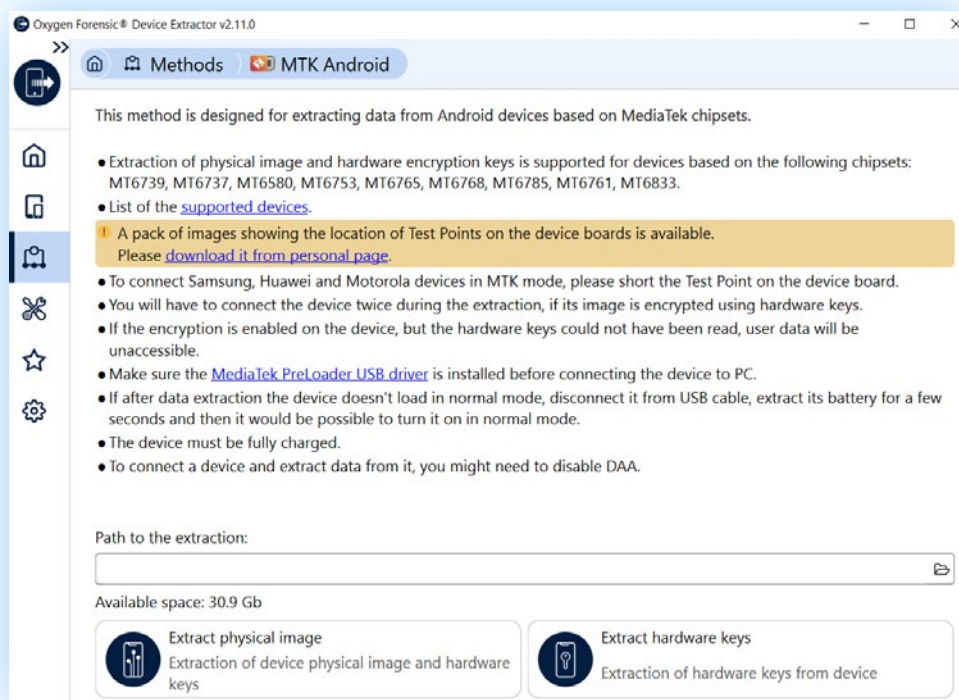 Oxygen Forensic® Device Extractor v2.11.0
Methods
MTK Android
This method is designed for extracting data from Android devices based on MediaTek chipsets.
● Extraction of physical image and hardware encryption keys is supported for devices based on the following chipsets:
MT6739, MT6737, MT6580, MT6753, MT6765, MT6768, MT6785, MT6761, MT6833.
● List of the supported devices.
! A pack of images showing the location of Test Points on the device boards is available.
Please download it from personal page.
● To connect Samsung, Huawei and Motorola devices in MTK mode, please short the Test Point on the device board.
● You will have to connect the device twice during the extraction, if its image is encrypted using hardware keys.
● If the encryption is enabled on the device, but the hardware keys could not have been read, user data will be
unaccessible.
● Make sure the MediaTek PreLoader USB driver is installed before connecting the device to PC.
● If after data extraction the device doesn't load in normal mode, disconnect it from USB cable, extract its battery for a few
seconds and then it would be possible to turn it on in normal mode.
● The device must be fully charged.
● To connect a device and extract data from it, you might need to disable DAA.
Path to the extraction:
Available space: 30.9 Gb
Extract physical image
Extraction of device physical image and hardware
keys
Extract hardware keys
Extraction of hardware keys from device